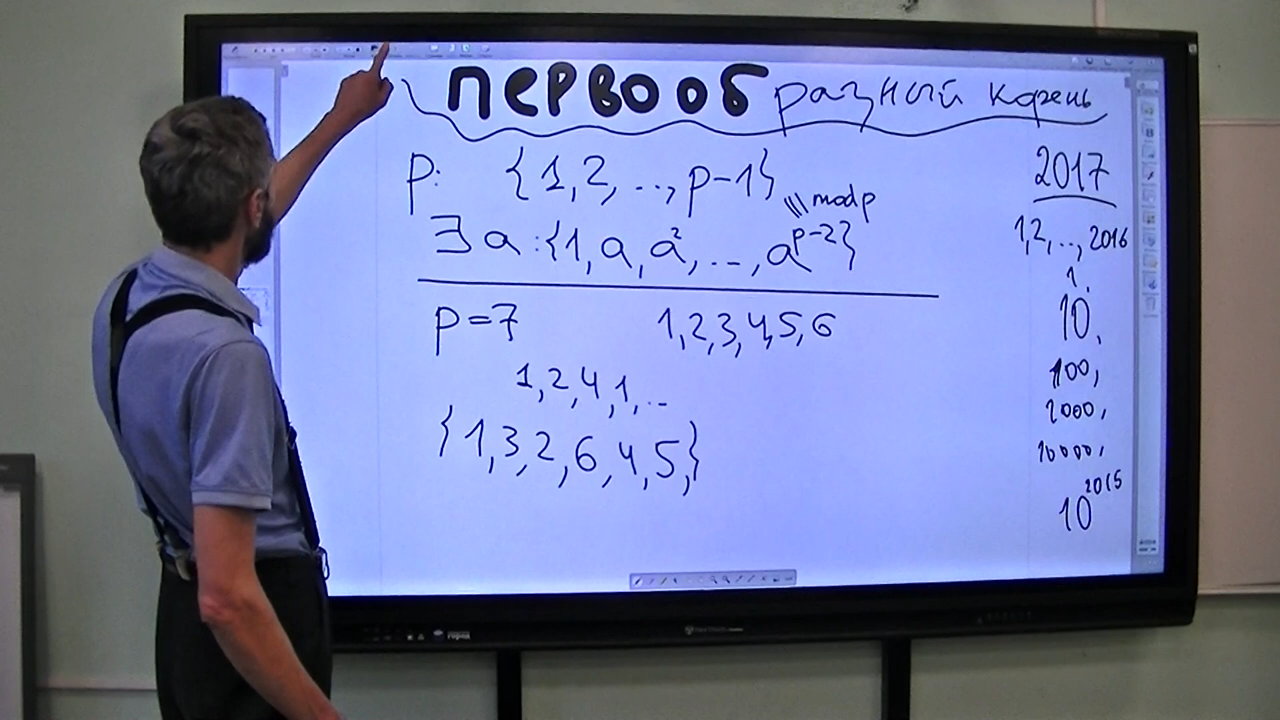 первообразный корень
p: {1,2,...,p-1}
\\\ mod p
∃ a:{1,a,a²,...,a^{p-2}}
p=7 1,2,3,4,5,6
1,2,4,1,...
{1,3,2,6,4,5,}
2017
1,2,..,2016
1,
10,
100,
1000,
10000,
10^{2015}